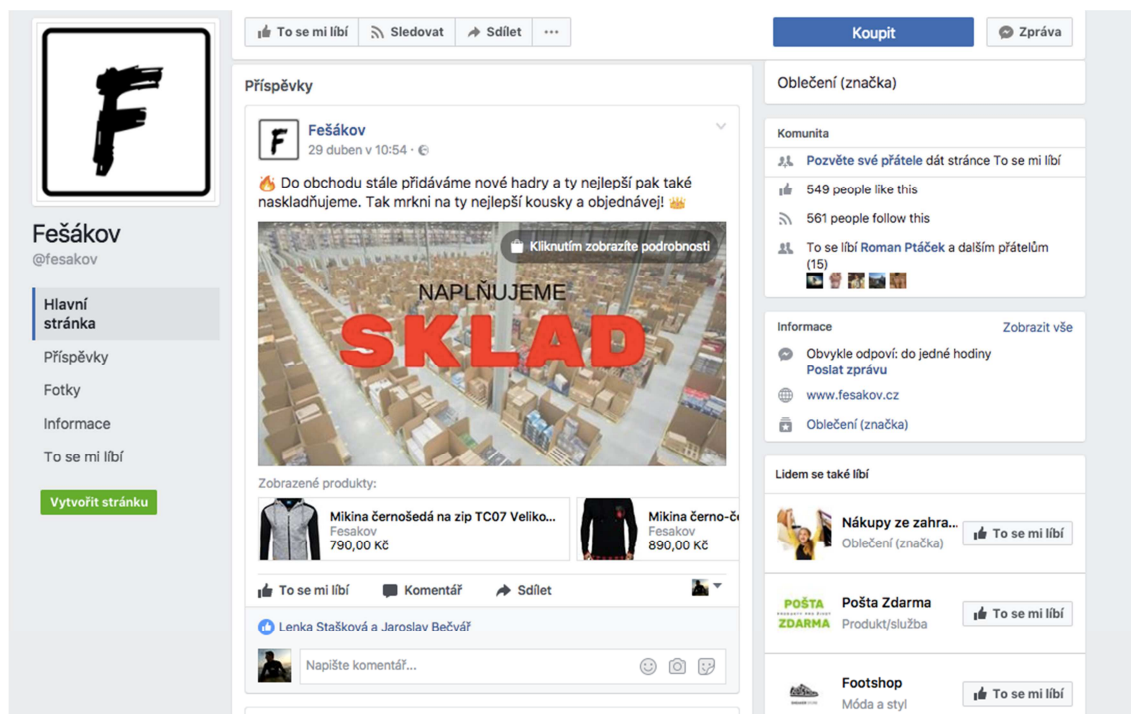 F
Fešákov
@fesakov
Hlavní
stránka
Příspěvky
Fotky
Informace
To se mi líbí
Vytvořit stránku
To se mi líbí
Sledovat
Sdílet
...
Příspěvky
F
Fešákov
29 duben v 10:54 ·
Do obchodu stále přidáváme nové hadry a ty nejlepší pak také
naskladňujeme. Tak mrkni na ty nejlepší kousky a objednávej!
Kliknutím zobrazíte podrobnosti
NAPLŇUJEME
SKLAD
Zobrazené produkty:
Mikina černošedá na zip TC07 Veliko...
Fesakov
790,00 Kč
Mikina černo-č
Fesakov
890,00 Kč
To se mi líbí
Komentář
Sdílet
Lenka Stašková a Jaroslav Bečvář
Napište komentář...
Koupit
Zpráva
Oblečení (značka)
Komunita
Pozvěte své přátele dát stránce To se mi líbí
549 people like this
561 people follow this
To se líbí Roman Ptáček a dalším přátelům
(15)
Informace
Zobrazit vše
Obvykle odpoví: do jedné hodiny
Poslat zprávu
www.fesakov.cz
Oblečení (značka)
Lidem se také líbí
Nákupy ze zahra...
Oblečení (značka)
To se mi líbí
POŠTA
ZDARMA
Pošta Zdarma
Produkt/služba
To se mi líbí
Footshop
Móda a styl
To se mi líbí